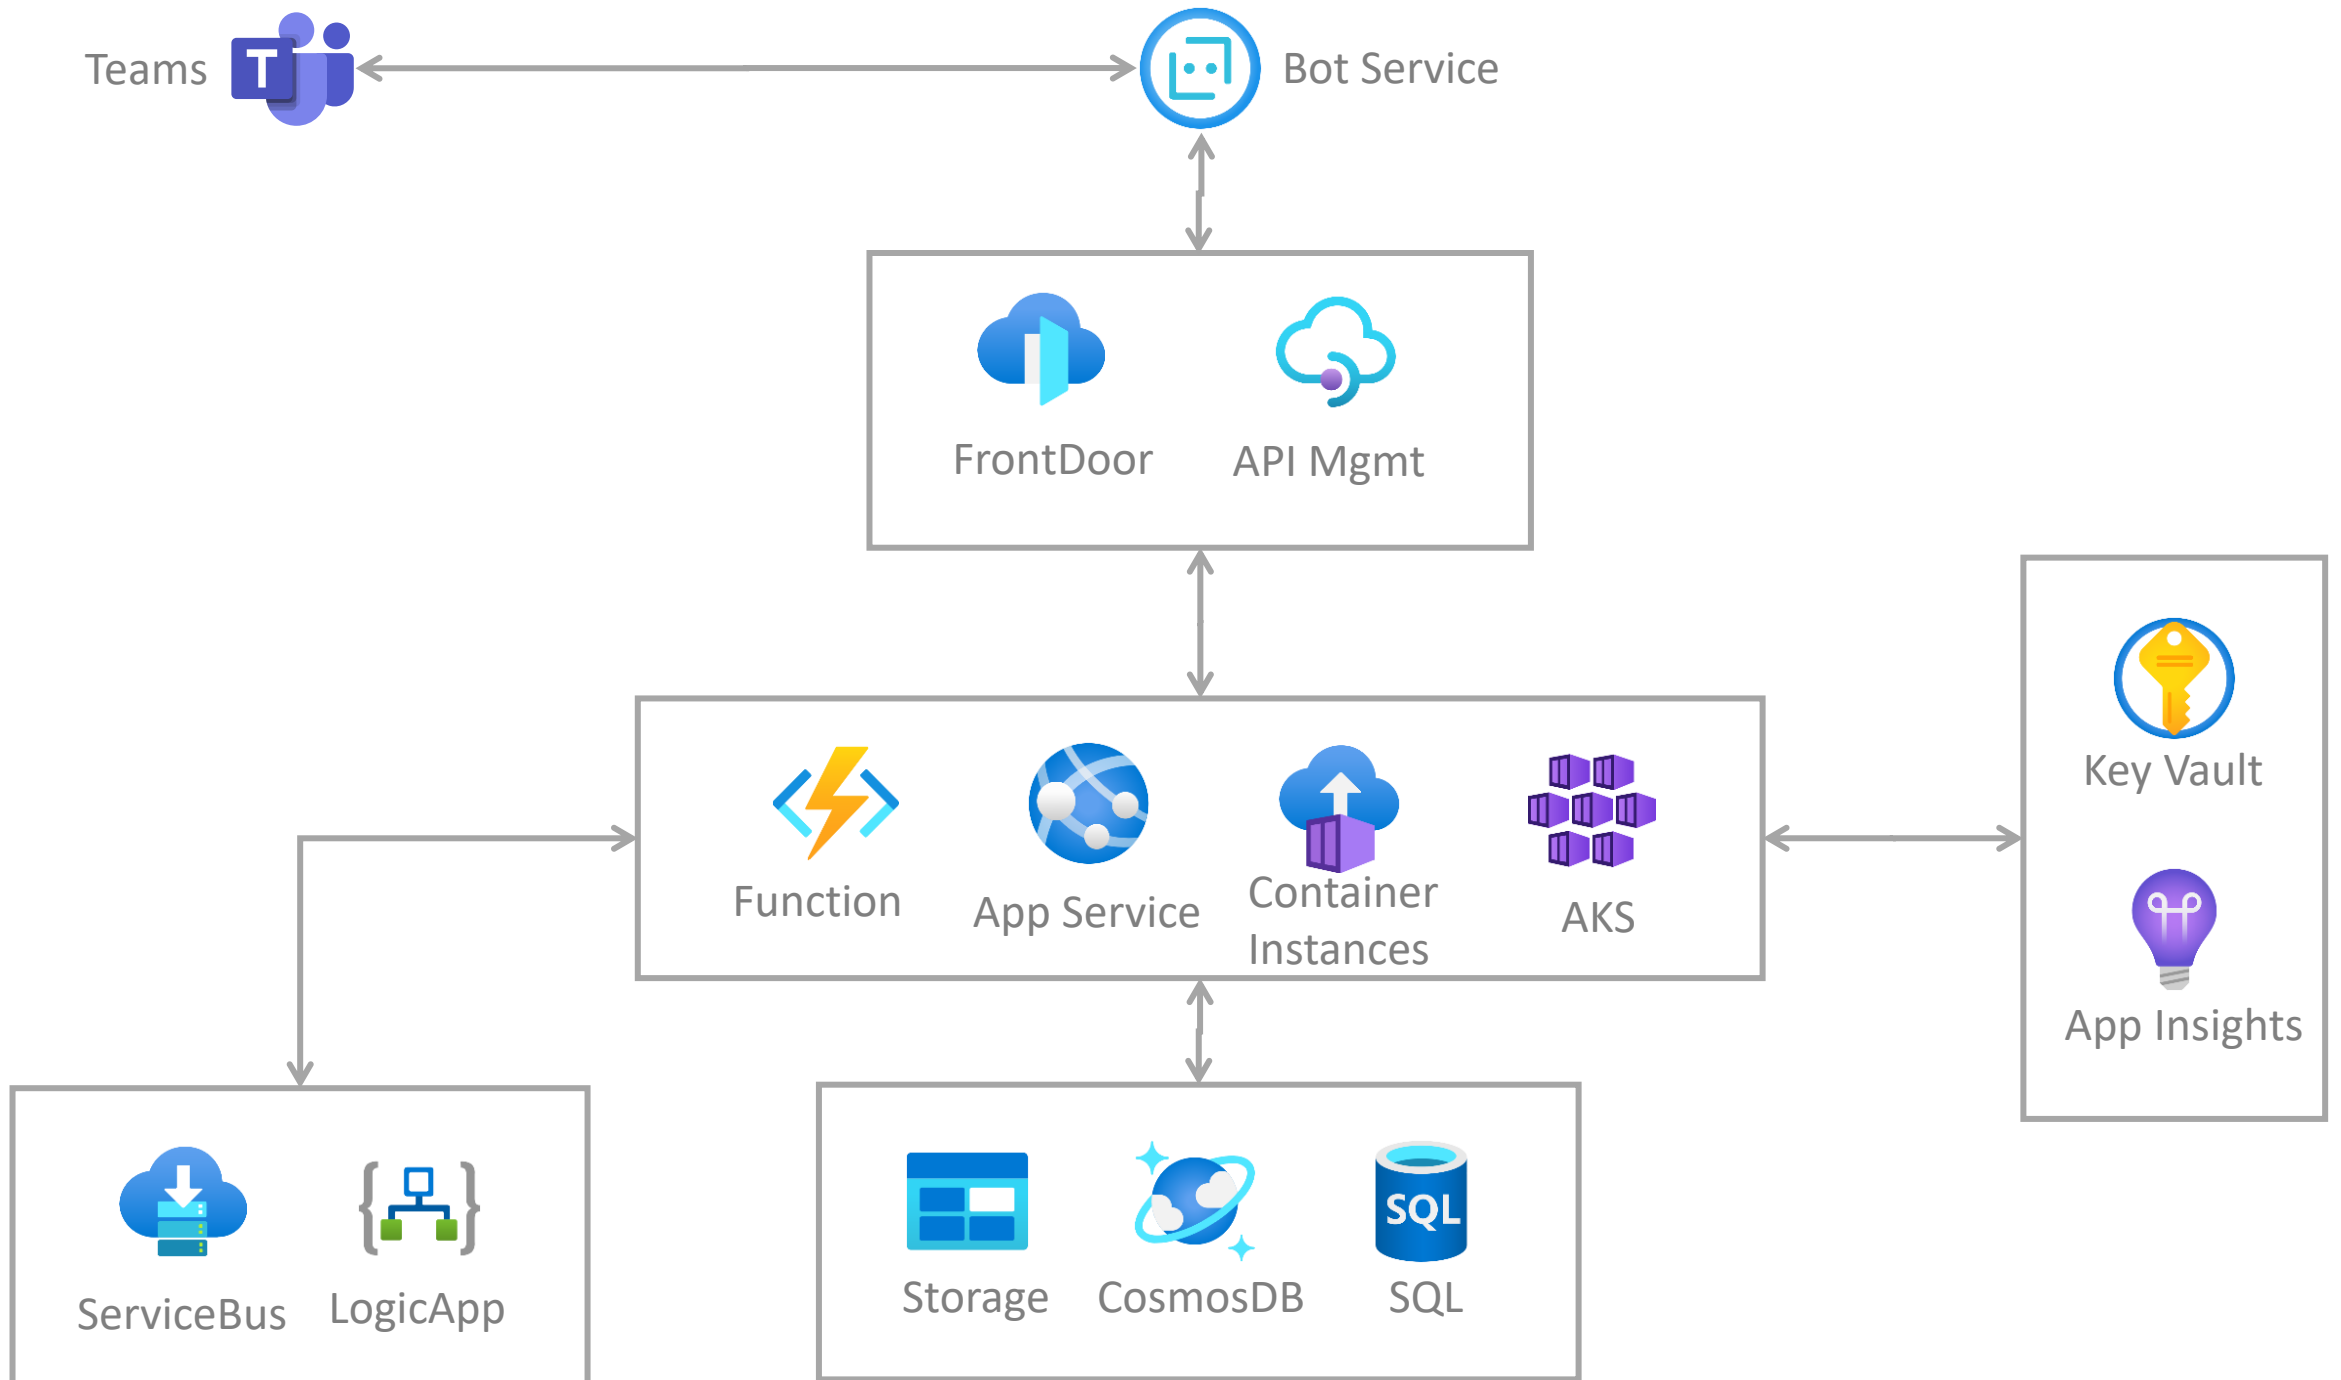 Teams
T
Bot Service
FrontDoor
API Mgmt
Key Vault
Function
App Service
Container
Instances
AKS
App Insights
SQL
ServiceBus
LogicApp
Storage
CosmosDB
SQL